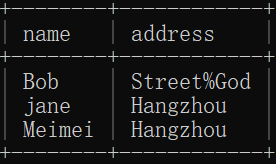 name address
Bob Street%God
jane Hangzhou
Meimei Hangzhou